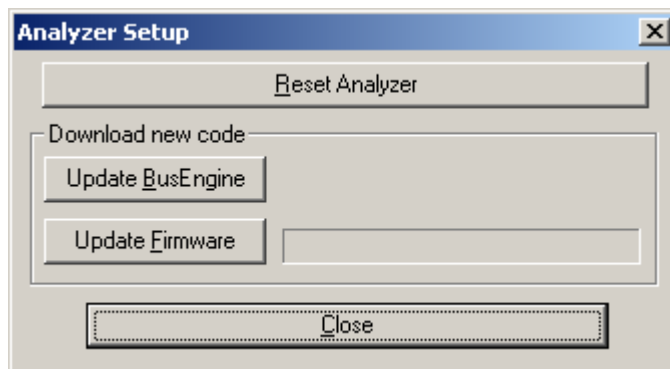 Analyzer Setup
Reset Analyzer
Download new code
Update BusEngine
Update Firmware
Close